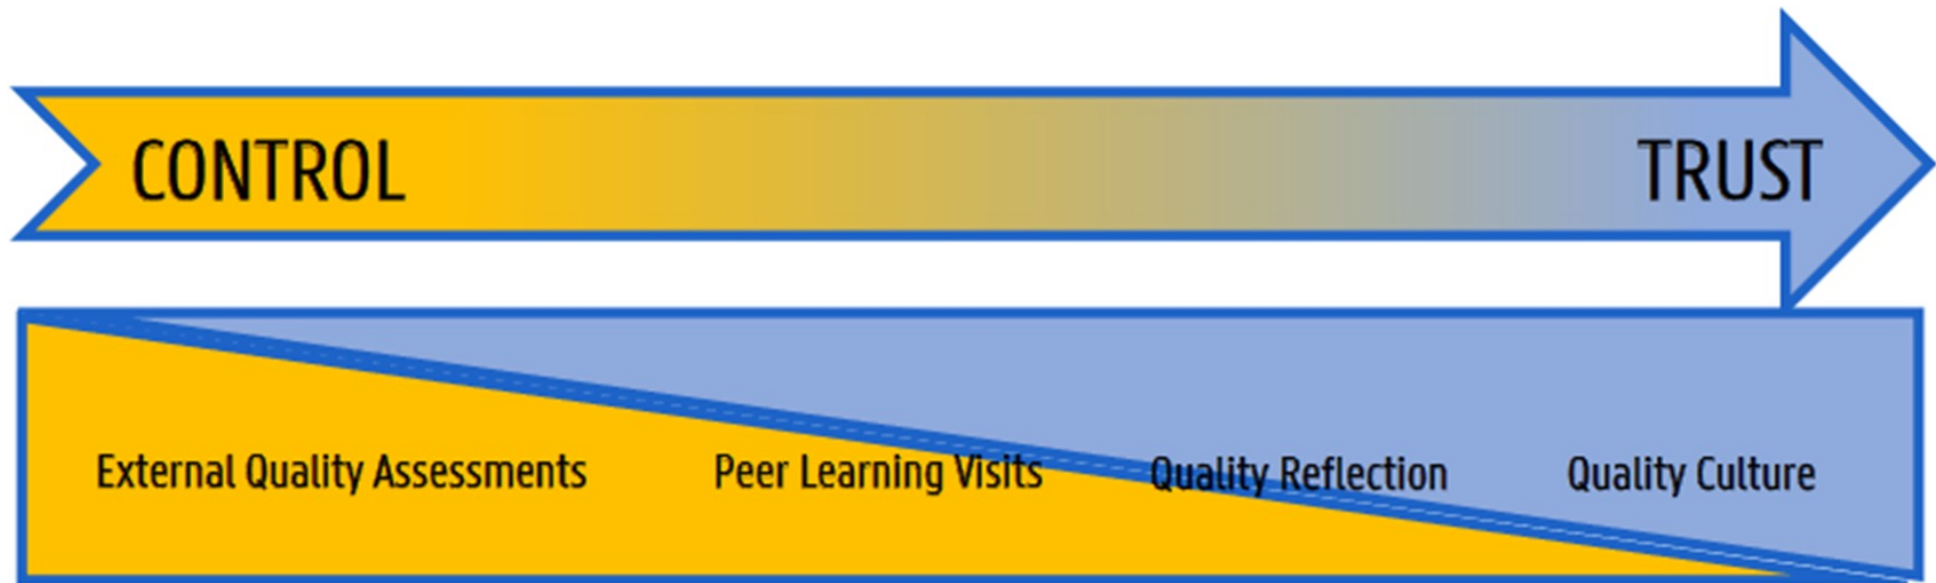 CONTROL TRUST
External Quality Assessments Peer Learning Visits Quality Reflection Quality Culture